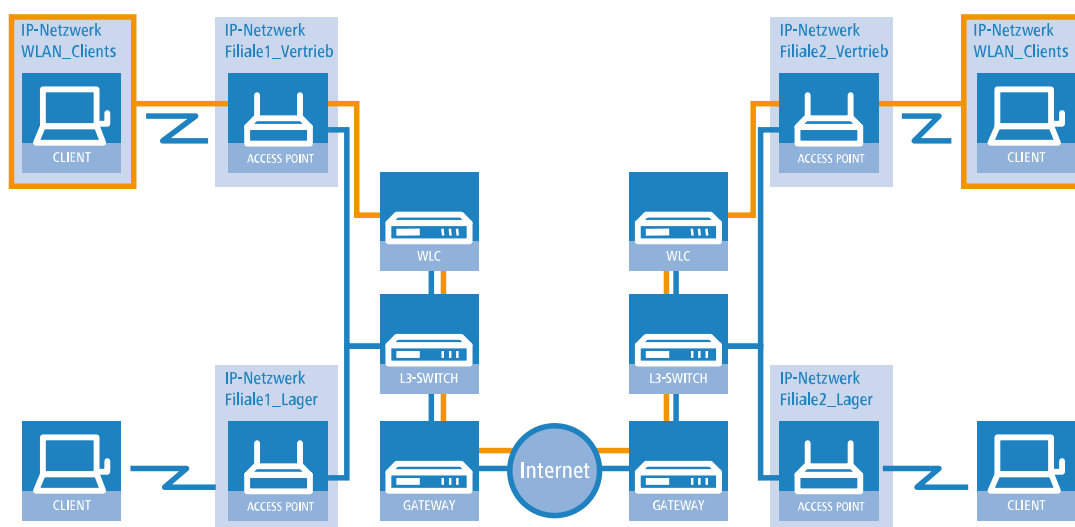 IP-Netzwerk
WLAN_Clients
CLIENT
IP-Netzwerk
Filiale1_Vertrieb
ACCESS POINT
IP-Netzwerk
Filiale2_Vertrieb
ACCESS POINT
IP-Netzwerk
WLAN_Clients
CLIENT
WLC
WLC
L3-SWITCH
L3-SWITCH
IP-Netzwerk
Filiale1_Lager
ACCESS POINT
IP-Netzwerk
Filiale2_Lager
ACCESS POINT
CLIENT
GATEWAY
Internet
GATEWAY
CLIENT